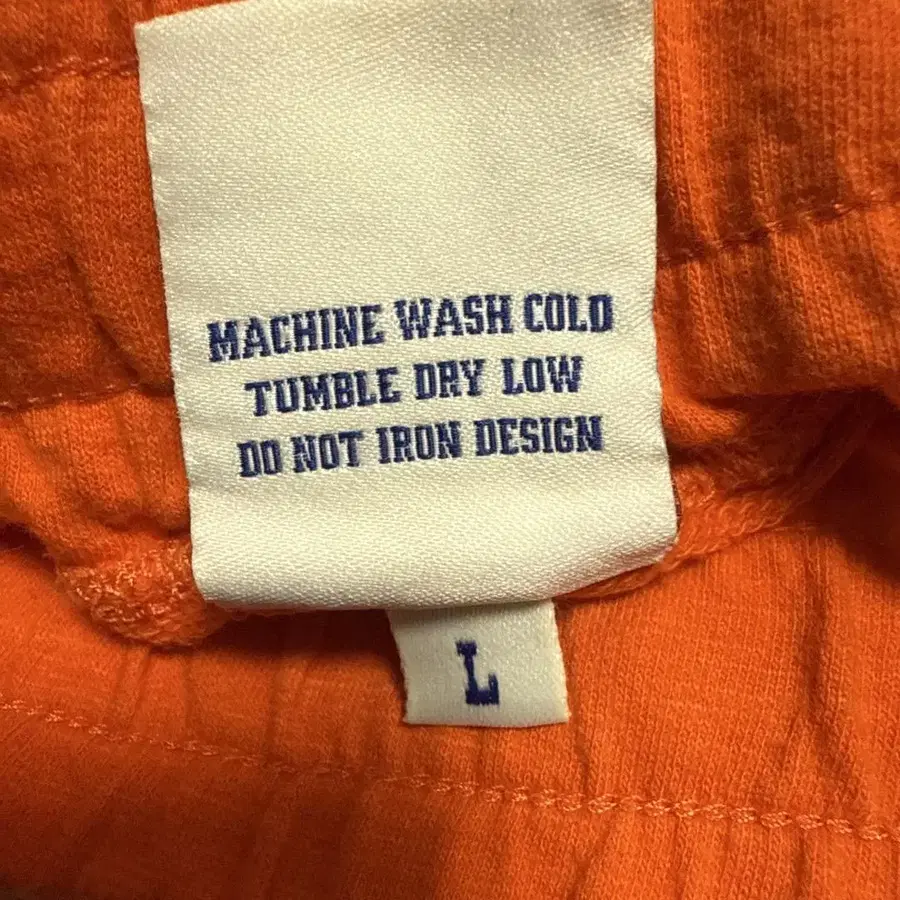 MACHINE WASH COLD
TUMBLE DRY LOW
DO NOT IRON DESIGN
L